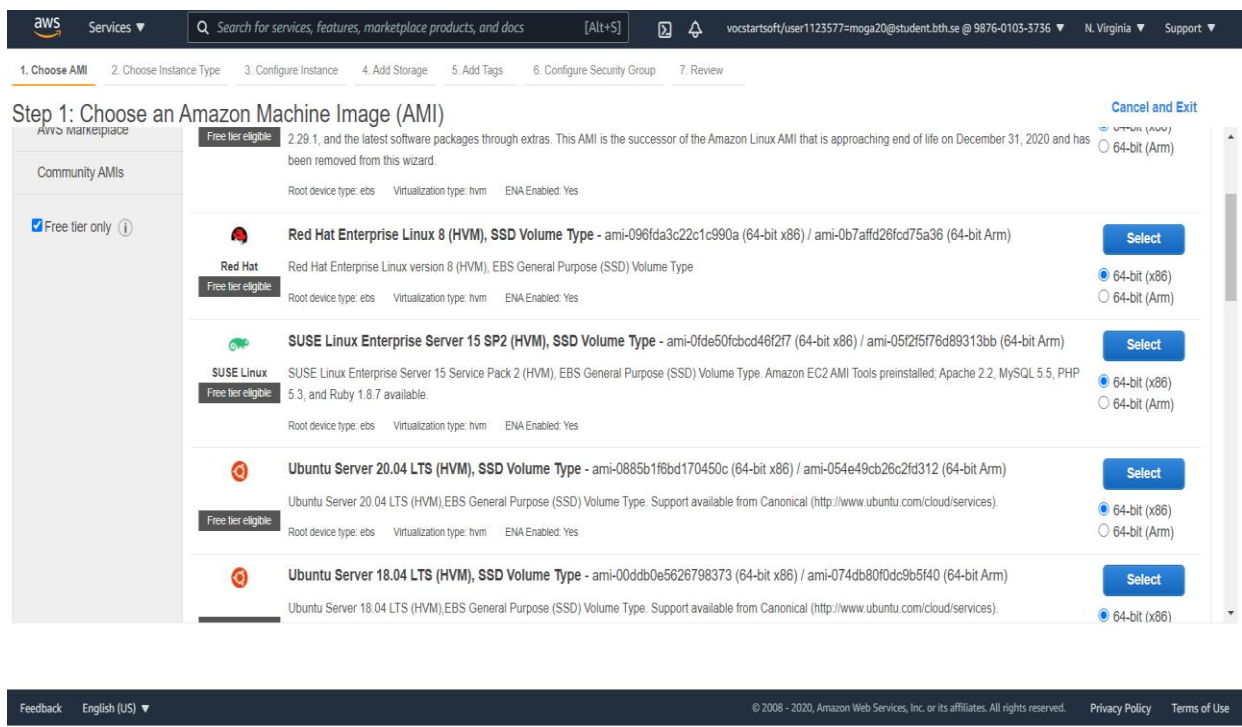 aws Services ▼ Search for services, features, marketplace products, and docs [Alt+S] vocstartsoft/user1123577=moga20@student.bth.se @ 9876-0103-3736 ▼ N. Virginia ▼ Support ▼
1. Choose AMI 2. Choose Instance Type 3. Configure Instance 4. Add Storage 5. Add Tags 6. Configure Security Group 7. Review
Step 1: Choose an Amazon Machine Image (AMI) Cancel and Exit
AWS Marketplace
Community AMIs
Free tier only
Free tier eligible
2.29.1, and the latest software packages through extras. This AMI is the successor of the Amazon Linux AMI that is approaching end of life on December 31, 2020 and has
been removed from this wizard.
Root device type: ebs Virtualization type: hvm ENA Enabled: Yes
64-bit (x86)
64-bit (Arm)
Red Hat Enterprise Linux 8 (HVM), SSD Volume Type - ami-096fda3c22c1c990a (64-bit x86) / ami-0b7affd26fcd75a36 (64-bit Arm)
Red Hat
Free tier eligible
Red Hat Enterprise Linux version 8 (HVM), EBS General Purpose (SSD) Volume Type
Root device type: ebs Virtualization type: hvm ENA Enabled: Yes
Select
64-bit (x86)
64-bit (Arm)
SUSE Linux Enterprise Server 15 SP2 (HVM), SSD Volume Type - ami-0fde50fcbcd46f2f7 (64-bit x86) / ami-05f2f5f76d89313bb (64-bit Arm)
SUSE Linux
Free tier eligible
SUSE Linux Enterprise Server 15 Service Pack 2 (HVM), EBS General Purpose (SSD) Volume Type. Amazon EC2 AMI Tools preinstalled; Apache 2.2, MySQL 5.5, PHP
5.3, and Ruby 1.8.7 available.
Root device type: ebs Virtualization type: hvm ENA Enabled: Yes
Select
64-bit (x86)
64-bit (Arm)
Ubuntu Server 20.04 LTS (HVM), SSD Volume Type - ami-0885b1f6bd170450c (64-bit x86) / ami-054e49cb26c2fd312 (64-bit Arm)
Free tier eligible
Ubuntu Server 20.04 LTS (HVM),EBS General Purpose (SSD) Volume Type. Support available from Canonical (http://www.ubuntu.com/cloud/services).
Root device type: ebs Virtualization type: hvm ENA Enabled: Yes
Select
64-bit (x86)
64-bit (Arm)
Ubuntu Server 18.04 LTS (HVM), SSD Volume Type - ami-00ddb0e5626798373 (64-bit x86) / ami-074db80f0dc9b5f40 (64-bit Arm)
Ubuntu Server 18.04 LTS (HVM),EBS General Purpose (SSD) Volume Type. Support available from Canonical (http://www.ubuntu.com/cloud/services).
Select
64-bit (x86)
Feedback English (US) ▼ © 2008 - 2020, Amazon Web Services, Inc. or its affiliates. All rights reserved. Privacy Policy Terms of Use